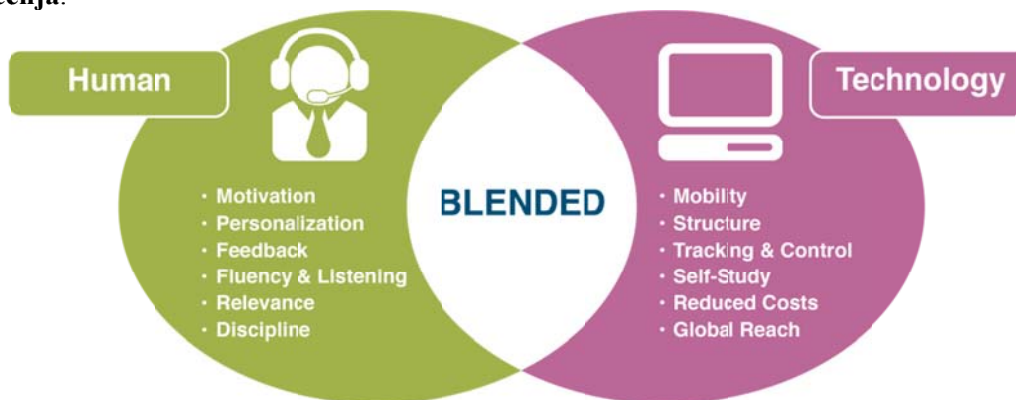 Human
• Motivation
• Personalization
• Feedback
• Fluency & Listening
• Relevance
• Discipline
BLENDED
Technology
• Mobility
• Structure
• Tracking & Control
• Self-Study
• Reduced Costs
• Global Reach